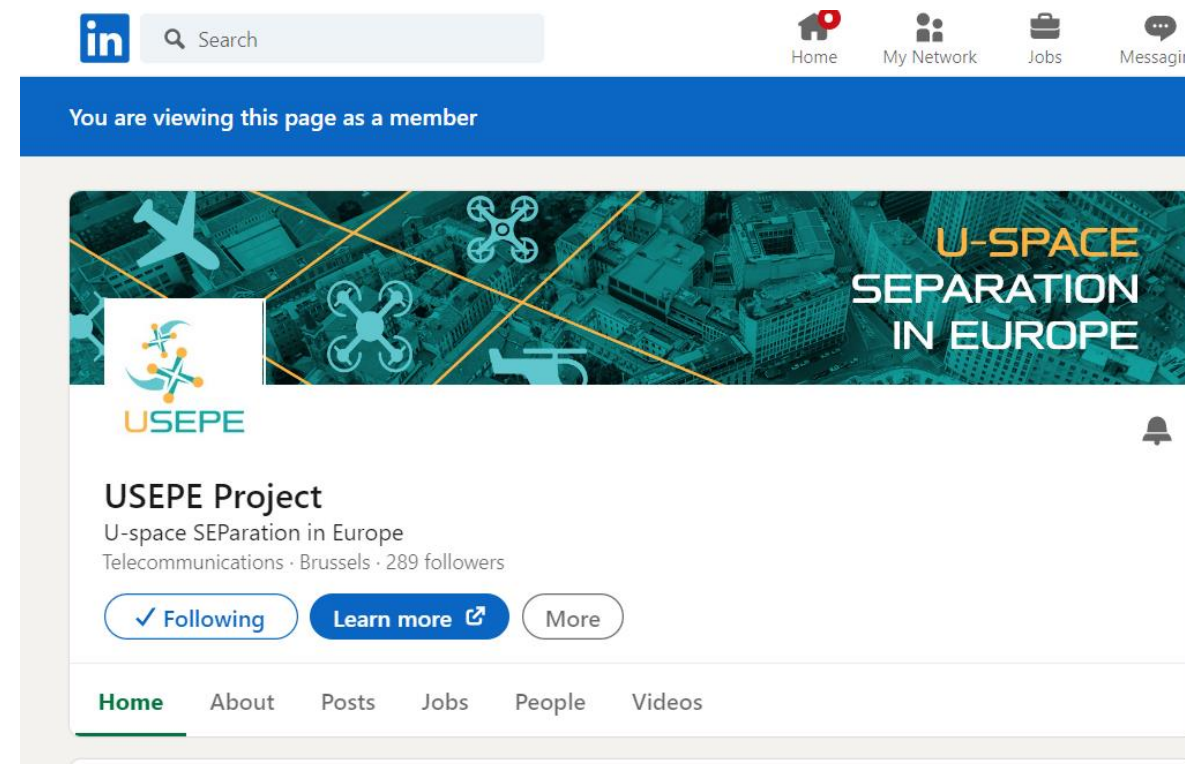 in
Search
Home
My Network
Jobs
Messagin
You are viewing this page as a member
U-SPACE
SEPARATION
IN EUROPE
USEPE
USEPE Project
U-space SEParation in Europe
Telecommunications · Brussels · 289 followers
✓ Following
Learn more
More
Home
About
Posts
Jobs
People
Videos